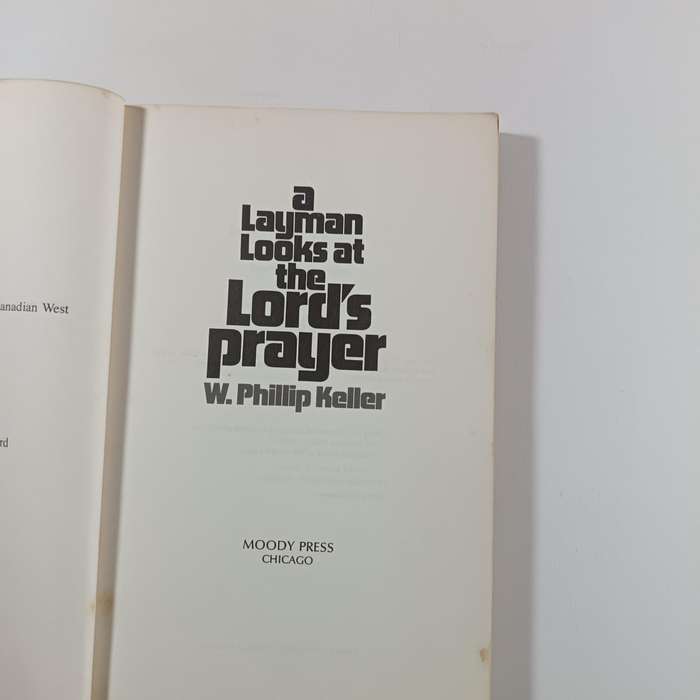 anadian West
rd
a
Layman
Looks at
the
Lord's
prayer
W. Phillip Keller
MOODY PRESS
CHICAGO